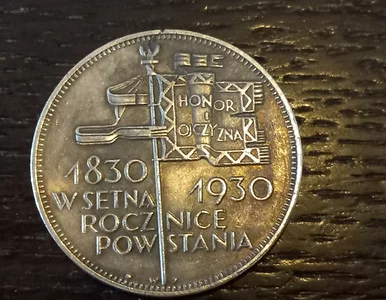 HONOR
I
OJCZYZNA
1830 1930
W SETNĄ
ROCZNICĘ
POWSTANIA